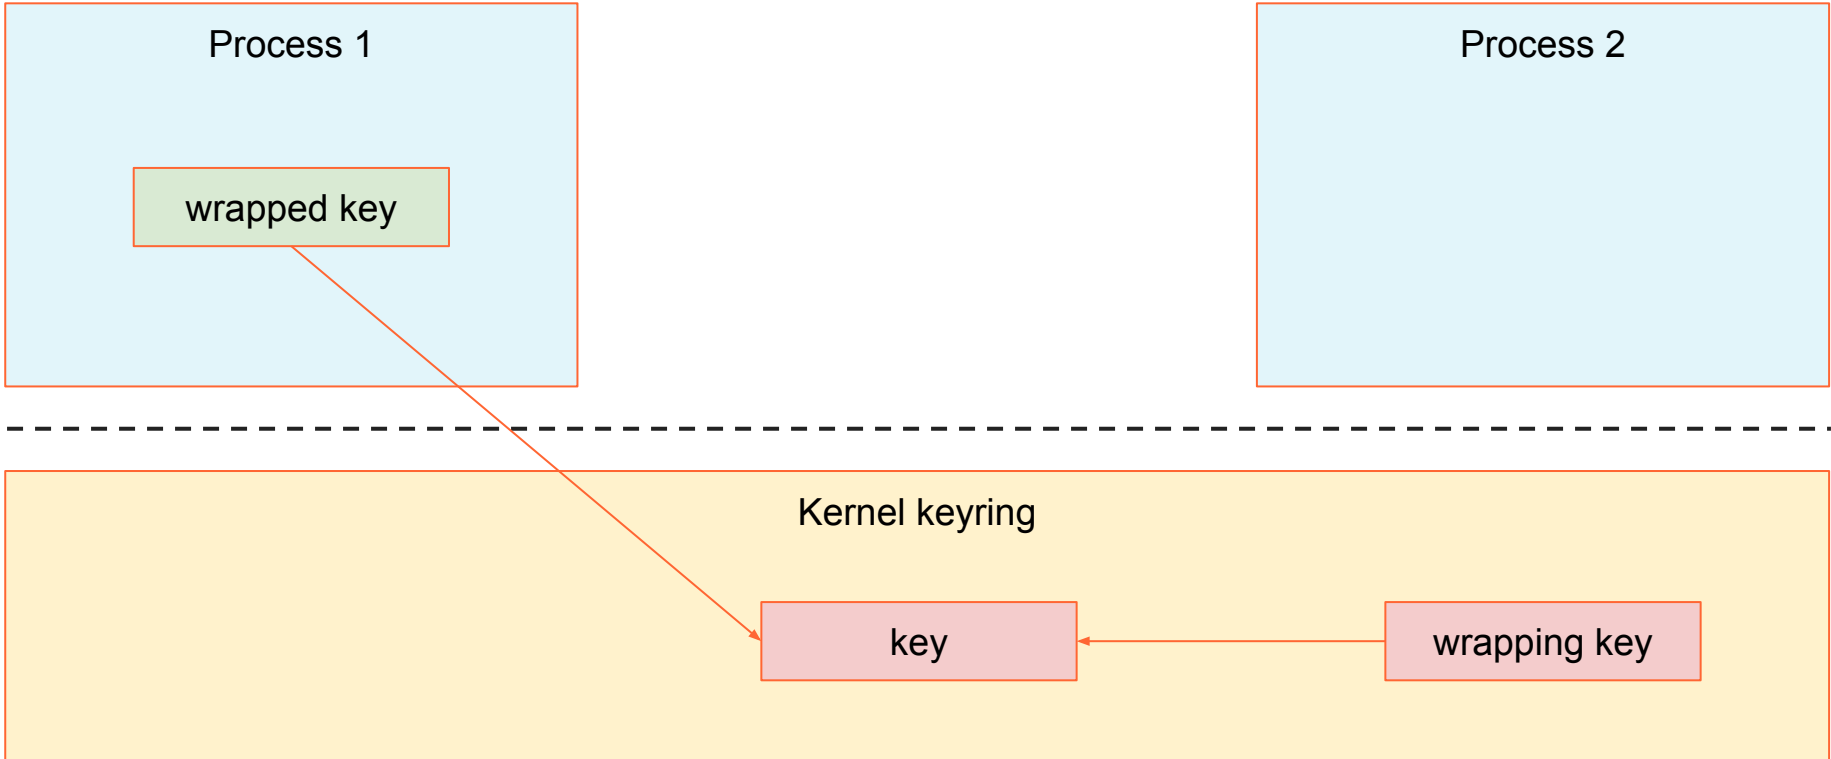 Process 1
Process 2
wrapped key
Kernel keyring
key
wrapping key